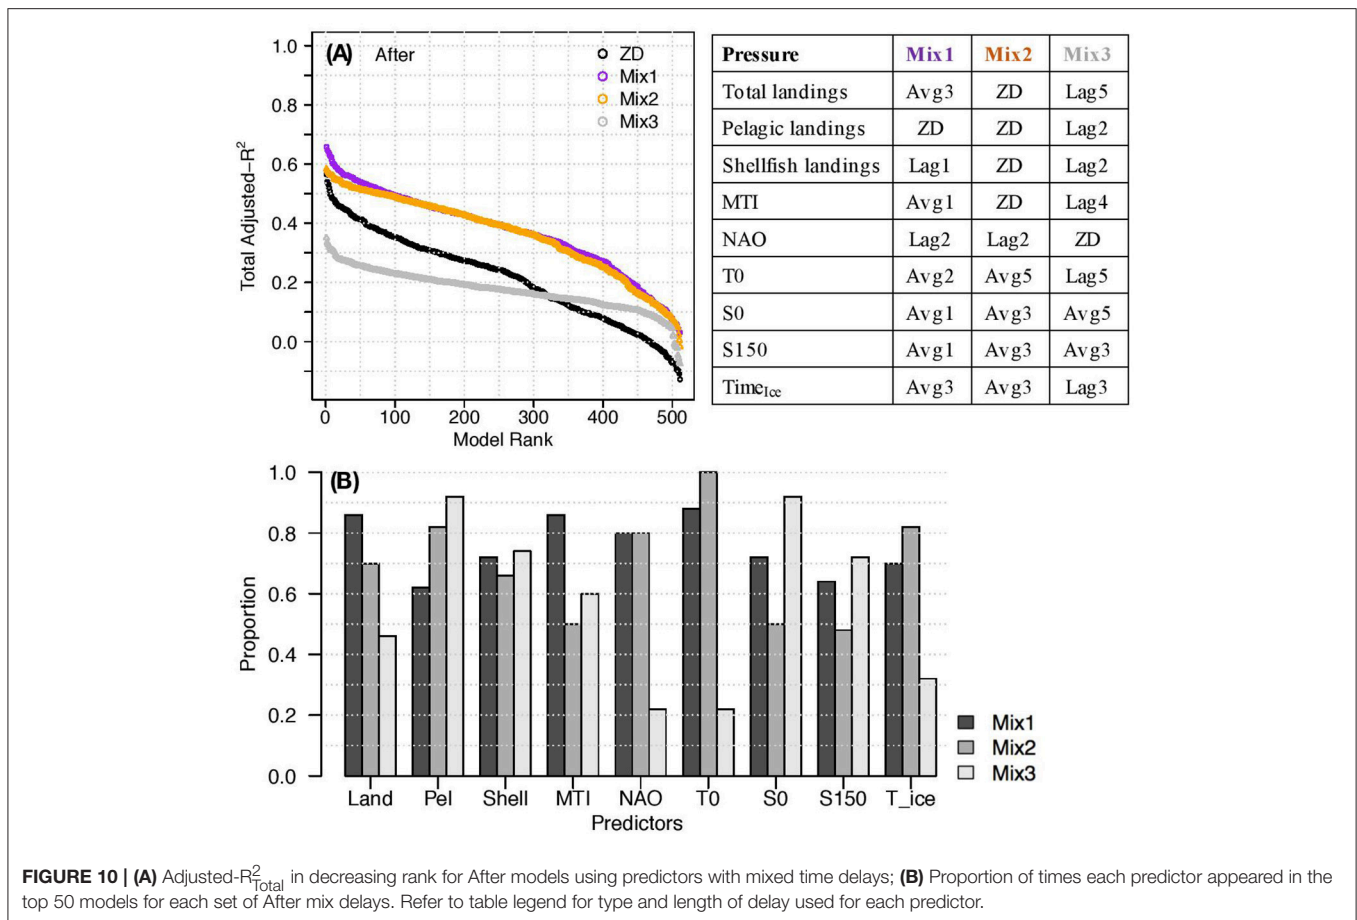 (A) After
ZD
Mix1
Mix2
Mix3
1.0
0.8
0.6
0.4
0.2
0.0
Total Adjusted–R²
0 100 200 300 400 500
Model Rank
Pressure Mix1 Mix2 Mix3
Total landings Avg3 ZD Lag5
Pelagic landings ZD ZD Lag2
Shellfish landings Lag1 ZD Lag2
MTI Avg1 ZD Lag4
NAO Lag2 Lag2 ZD
T0 Avg2 Avg5 Lag5
S0 Avg1 Avg3 Avg5
S150 Avg1 Avg3 Avg3
Time_Ice Avg3 Avg3 Lag3
(B)
1.0
0.8
0.6
0.4
0.2
0.0
Proportion
Land Pel Shell MTI NAO T0 S0 S150 T_ice
Predictors
Mix1
Mix2
Mix3
FIGURE 10 | (A) Adjusted-R²_Total in decreasing rank for After models using predictors with mixed time delays; (B) Proportion of times each predictor appeared in the
top 50 models for each set of After mix delays. Refer to table legend for type and length of delay used for each predictor.